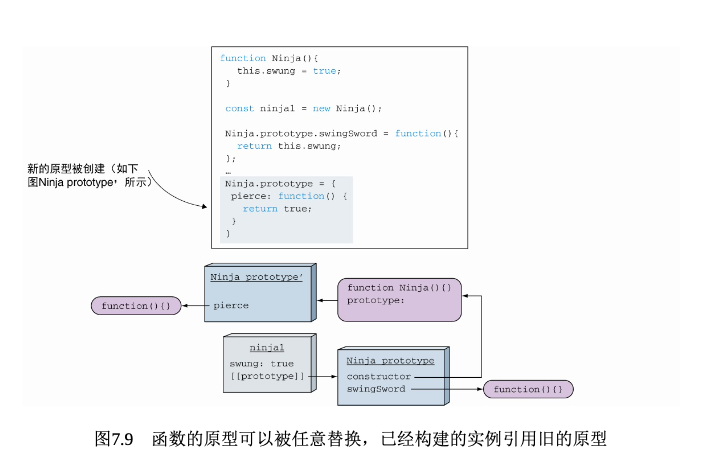 function Ninja(){
this.swung = true;
}
const ninja1 = new Ninja();
Ninja.prototype.swingSword = function(){
return this.swung;
};
…
Ninja.prototype = {
pierce: function() {
return true;
}
}
新的原型被创建（如下
图Ninja prototype，所示）
Ninja prototype′
pierce
function(){}
function Ninja(){}
prototype:
ninja1
swung: true
[[prototype]]
Ninja prototype
constructor
swingSword
function(){}
图7.9 函数的原型可以被任意替换，已经构建的实例引用旧的原型